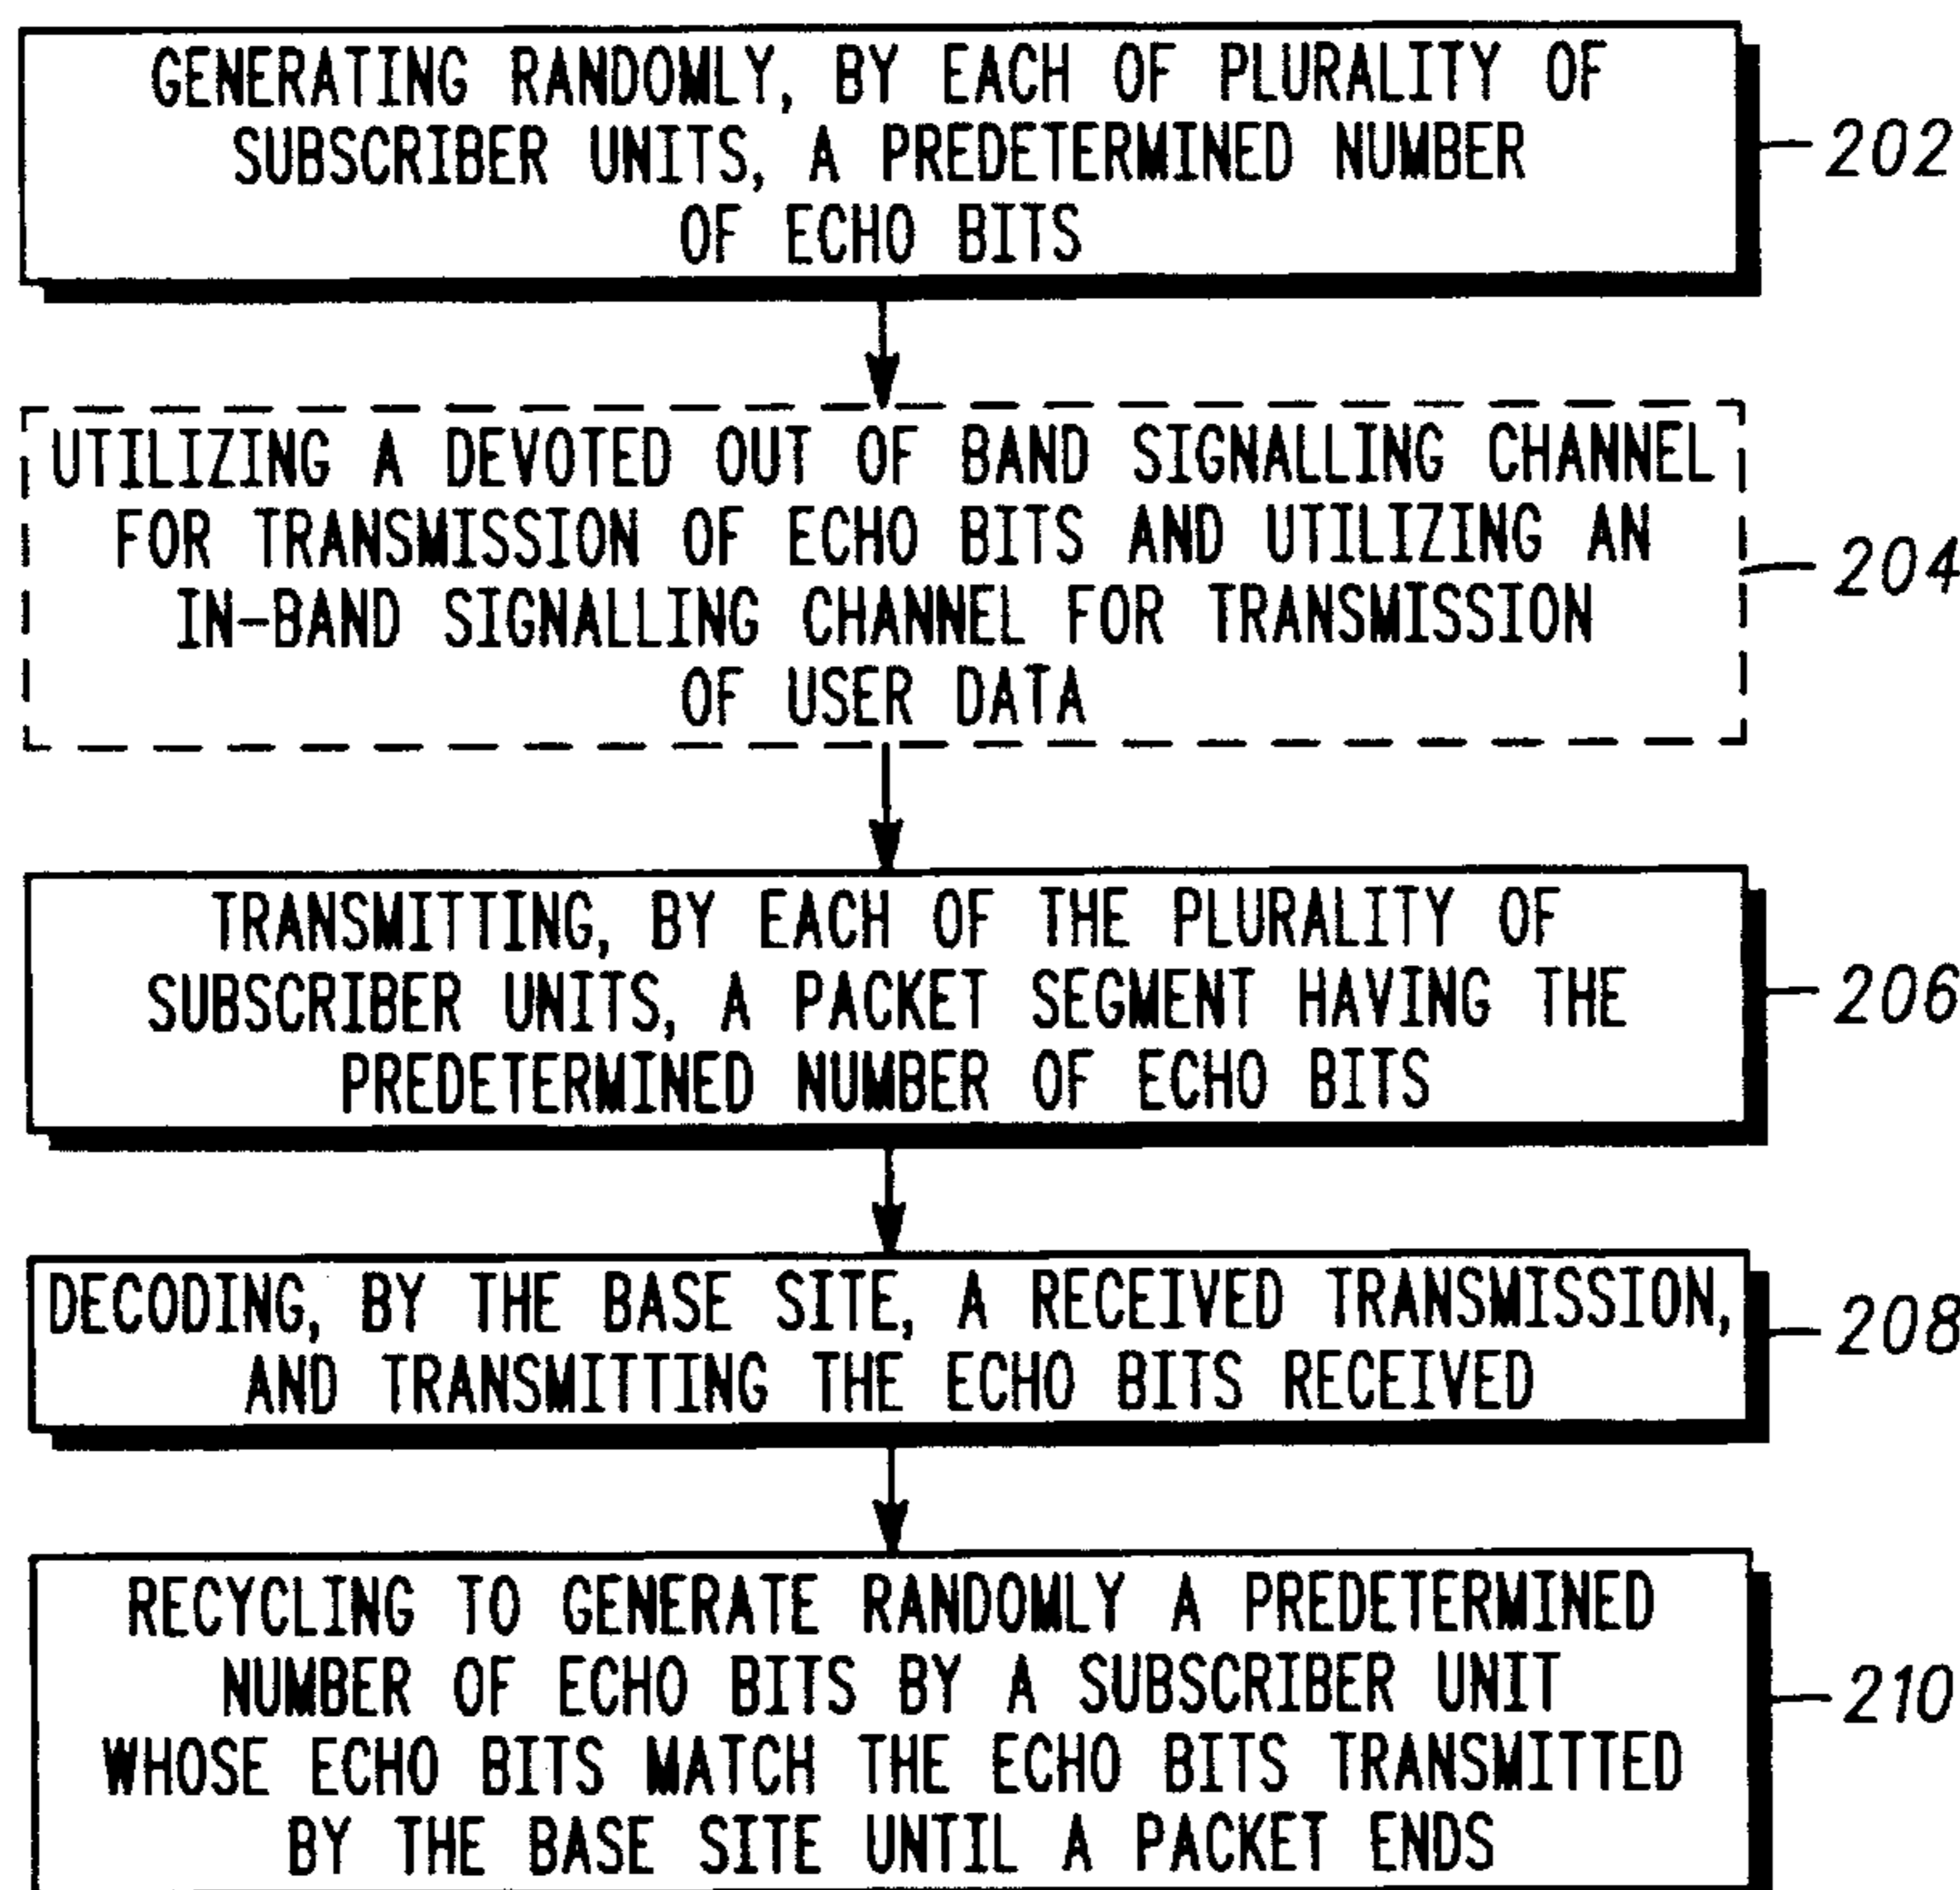 GENERATING RANDOMLY, BY EACH OF PLURALITY OF
SUBSCRIBER UNITS, A PREDETERMINED NUMBER
OF ECHO BITS
202
UTILIZING A DEVOTED OUT OF BAND SIGNALLING CHANNEL
FOR TRANSMISSION OF ECHO BITS AND UTILIZING AN
IN-BAND SIGNALLING CHANNEL FOR TRANSMISSION
OF USER DATA
204
TRANSMITTING, BY EACH OF THE PLURALITY OF
SUBSCRIBER UNITS, A PACKET SEGMENT HAVING THE
PREDETERMINED NUMBER OF ECHO BITS
206
DECODING, BY THE BASE SITE, A RECEIVED TRANSMISSION,
AND TRANSMITTING THE ECHO BITS RECEIVED
208
RECYCLING TO GENERATE RANDOMLY A PREDETERMINED
NUMBER OF ECHO BITS BY A SUBSCRIBER UNIT
WHOSE ECHO BITS MATCH THE ECHO BITS TRANSMITTED
BY THE BASE SITE UNTIL A PACKET ENDS
210